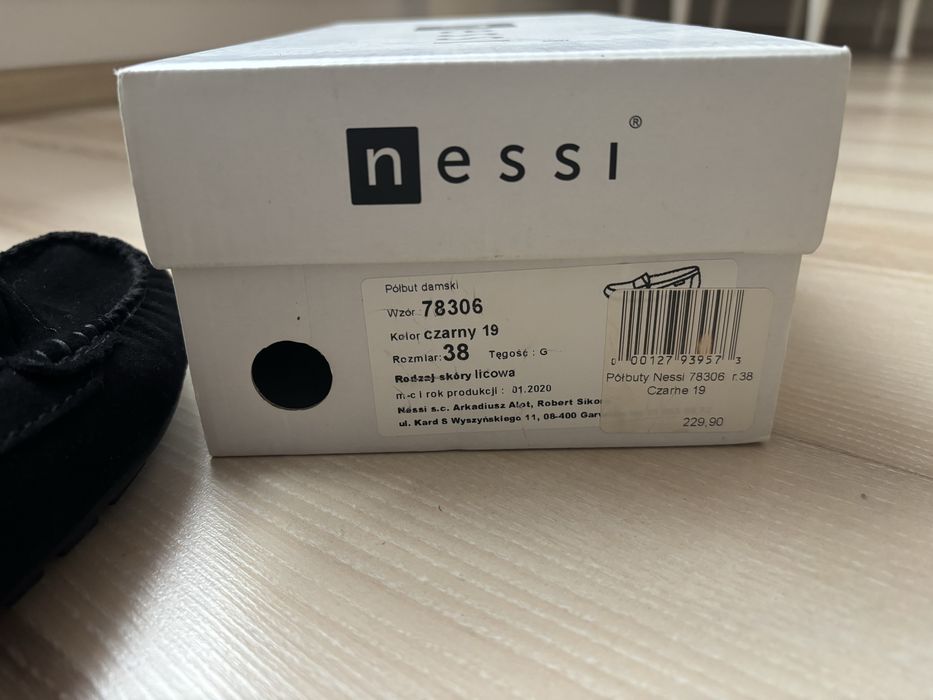 nessi®
Półbut damski
Wzór: 78306
Kolor czarny 19
Rozmiar: 38 Tęgość : G
Rodzaj skóry licowa
m-c i rok produkcji : 01.2020
Nessi s.c. Arkadiusz Alot, Robert
ul. Kard S Wyszyńskiego 11, 08-400
0 00127 93957 3
Półbuty Nessi 78306 r.38
Czarne 19
229,90